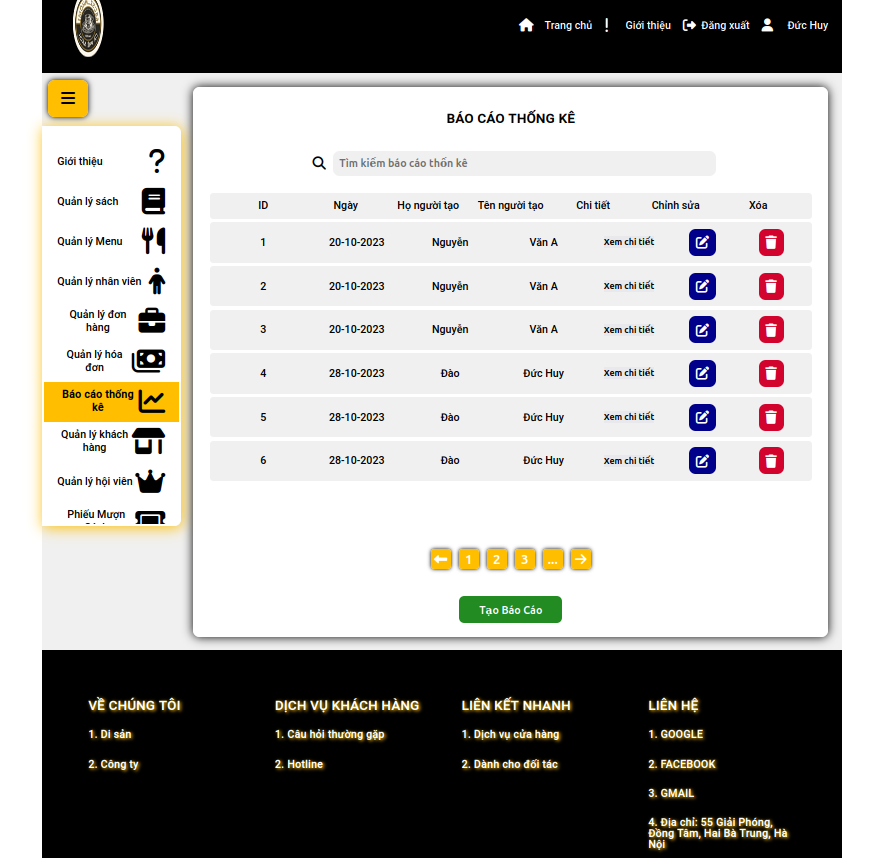 Trang chủ Giới thiệu Đăng xuất Đức Huy
BÁO CÁO THỐNG KÊ
Tìm kiếm báo cáo thốn kê
Giới thiệu
Quản lý sách
Quản lý Menu
Quản lý nhân viên
Quản lý đơn
hàng
Quản lý hóa
đơn
Báo cáo thống
kê
Quản lý khách
hàng
Quản lý hội viên
Phiếu Mượn
ID Ngày Họ người tạo Tên người tạo Chi tiết Chỉnh sửa Xóa
1 20-10-2023 Nguyễn Văn A Xem chi tiết
2 20-10-2023 Nguyễn Văn A Xem chi tiết
3 20-10-2023 Nguyễn Văn A Xem chi tiết
4 28-10-2023 Đào Đức Huy Xem chi tiết
5 28-10-2023 Đào Đức Huy Xem chi tiết
6 28-10-2023 Đào Đức Huy Xem chi tiết
1 2 3 ...
Tạo Báo Cáo
VỀ CHÚNG TÔI
1. Di sản
2. Công ty
DỊCH VỤ KHÁCH HÀNG
1. Câu hỏi thường gặp
2. Hotline
LIÊN KẾT NHANH
1. Dịch vụ cửa hàng
2. Dành cho đối tác
LIÊN HỆ
1. GOOGLE
2. FACEBOOK
3. GMAIL
4. Địa chỉ: 55 Giải Phóng,
Đồng Tâm, Hai Bà Trung, Hà
Nội